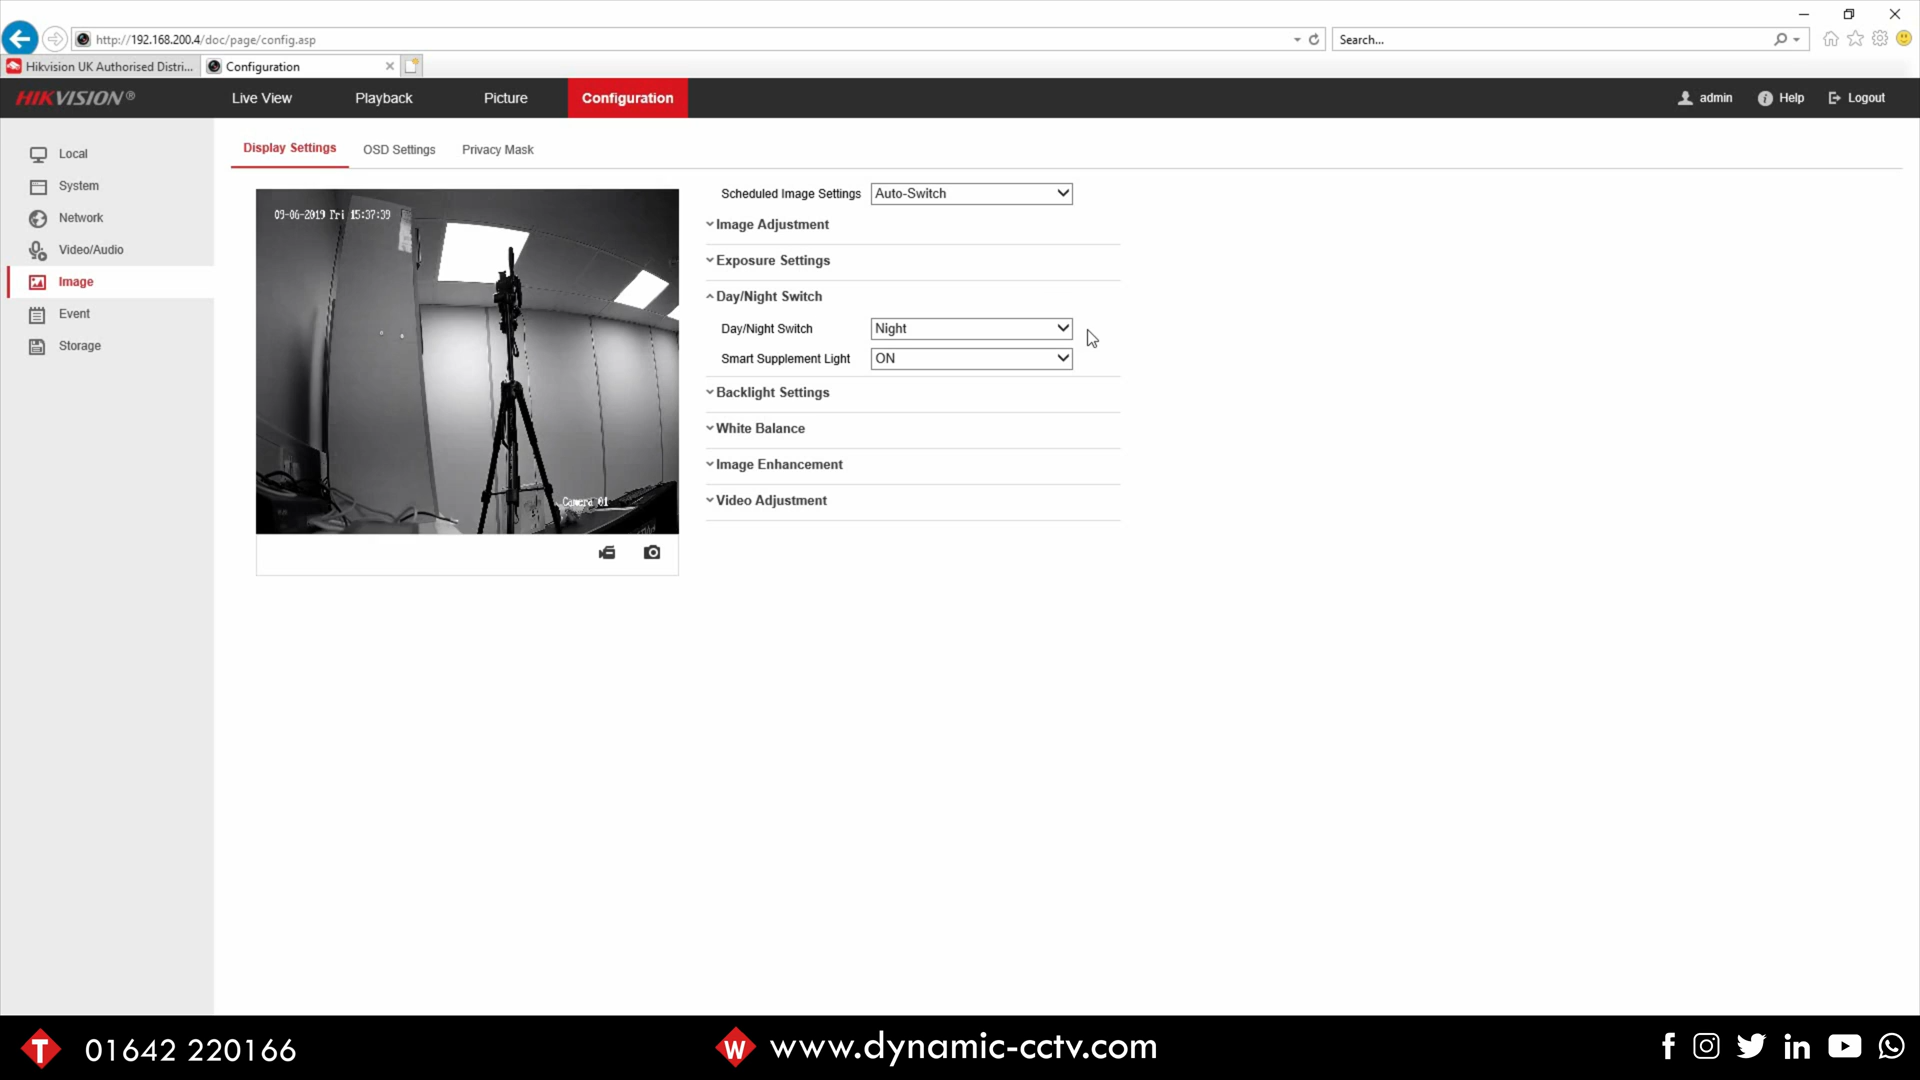 http://192.168.200.4/doc/page/config.asp
Search...
Hikvision UK Authorised Distri...
Configuration
HIKVISION®
Live View
Playback
Picture
Configuration
admin
Help
Logout
Local
System
Network
Video/Audio
Image
Event
Storage
Display Settings
OSD Settings
Privacy Mask
09-06-2019 Fri 15:37:39
Camera 01
Scheduled Image Settings
Auto-Switch
Image Adjustment
Exposure Settings
Day/Night Switch
Day/Night Switch
Night
Smart Supplement Light
ON
Backlight Settings
White Balance
Image Enhancement
Video Adjustment
T
01642 220166
W
www.dynamic-cctv.com